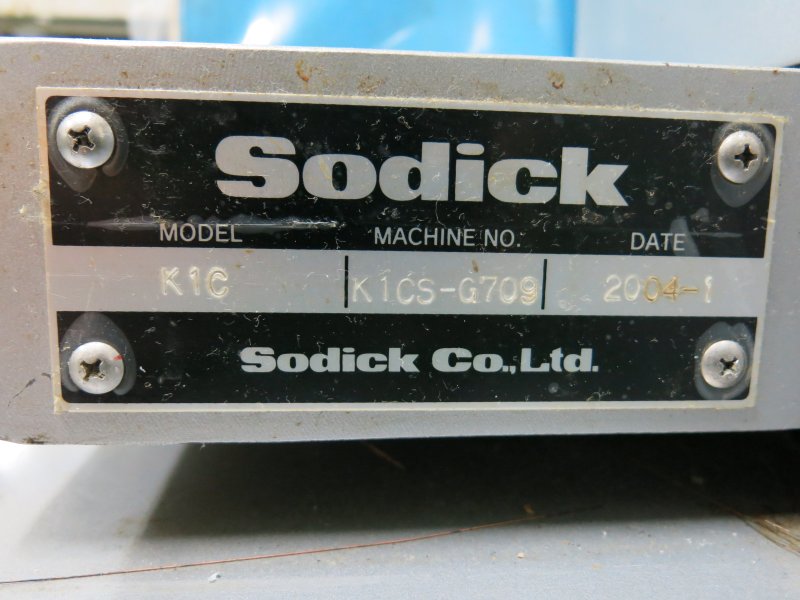 Sodick
MODEL MACHINE NO. DATE
K1C K1CS-G709 2004-1
Sodick Co.,Ltd.